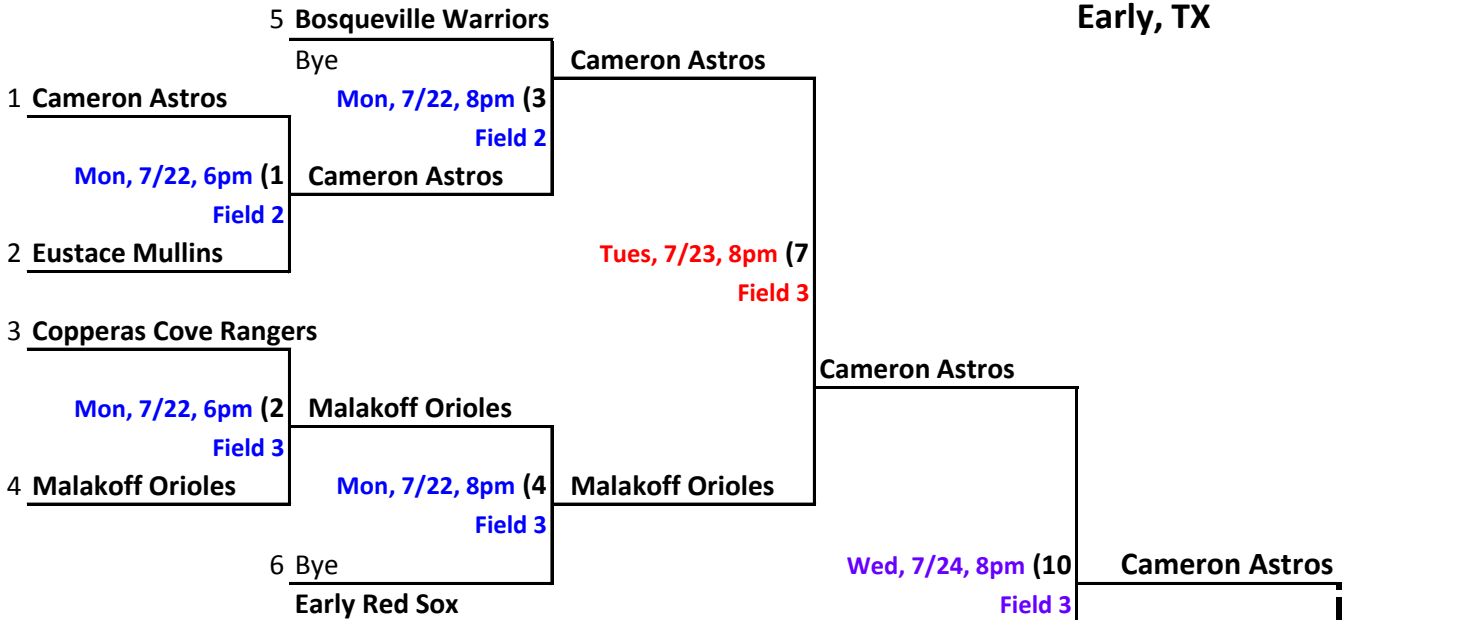 5 Bosqueville Warriors
Early, TX
Bye
Cameron Astros
1 Cameron Astros
Mon, 7/22, 8pm (3
Field 2
Mon, 7/22, 6pm (1
Cameron Astros
Field 2
2 Eustace Mullins
Tues, 7/23, 8pm (7
Field 3
3 Copperas Cove Rangers
Cameron Astros
Mon, 7/22, 6pm (2
Malakoff Orioles
Field 3
4 Malakoff Orioles
Mon, 7/22, 8pm (4
Malakoff Orioles
Field 3
6 Bye
Wed, 7/24, 8pm (10
Cameron Astros
Early Red Sox
Field 3